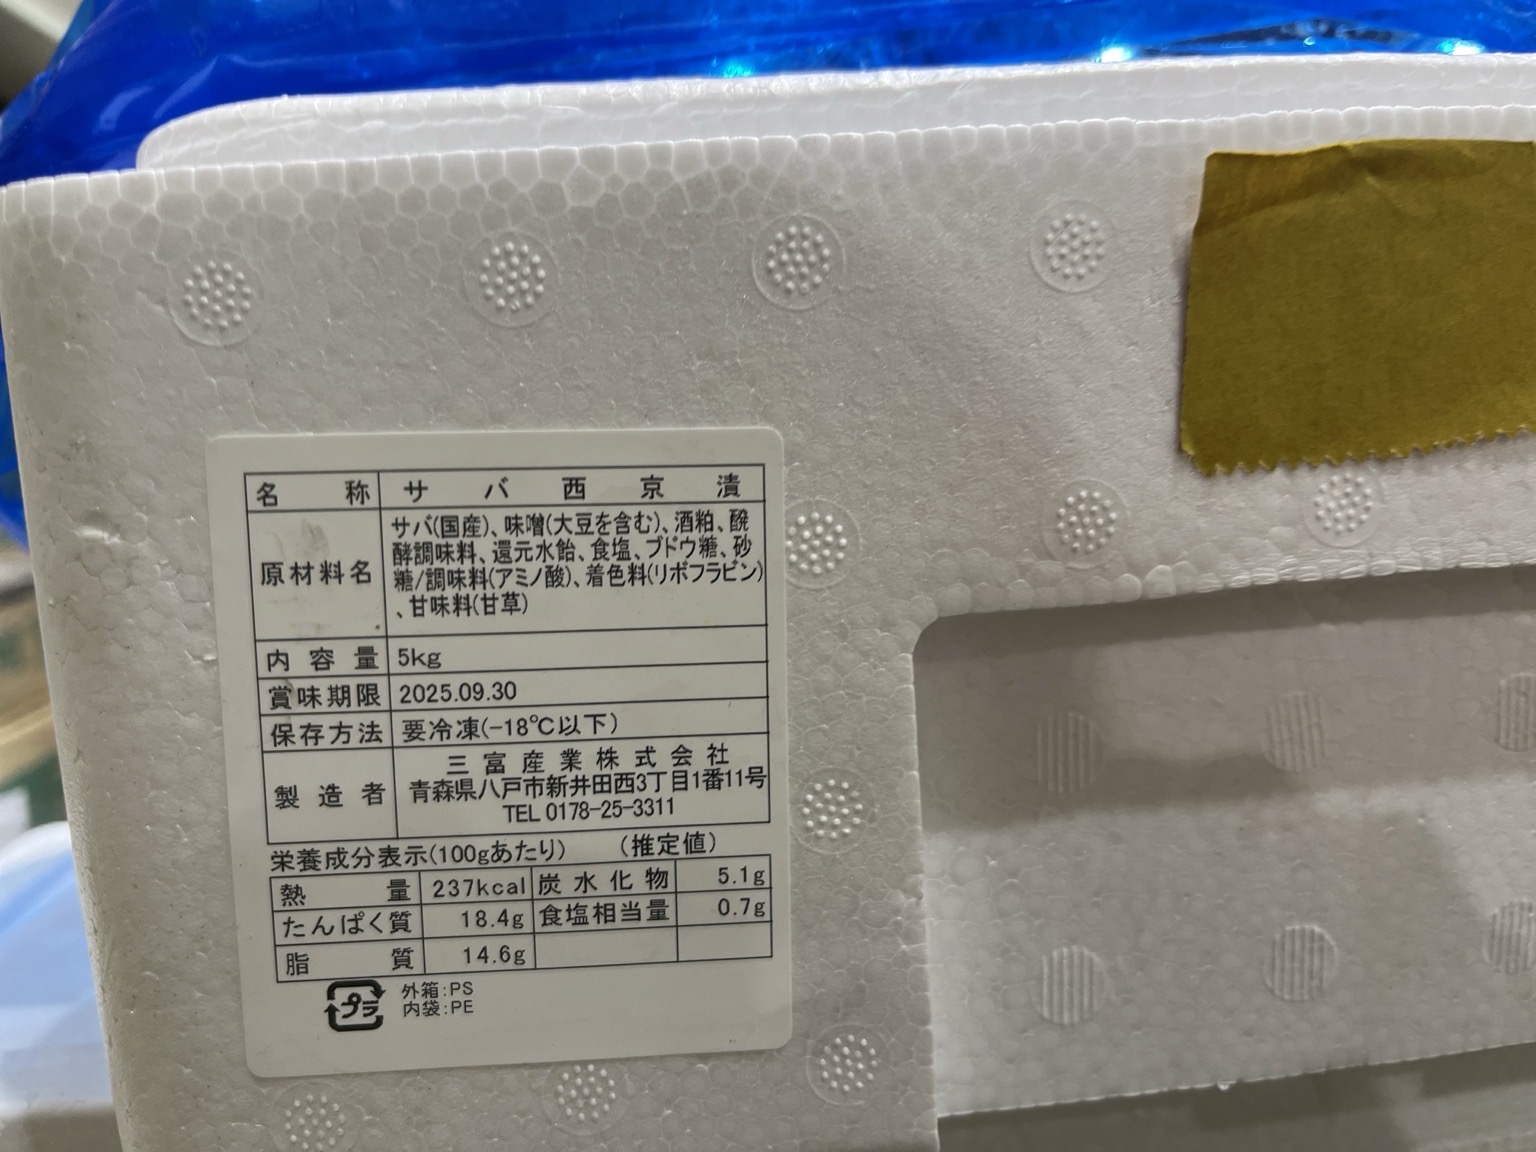 名称 サバ西京漬
原材料名 サバ(国産)、味噌(大豆を含む)、酒粕、醗
酵調味料、還元水飴、食塩、ブドウ糖、砂
糖/調味料(アミノ酸)、着色料(リボフラビン)
、甘味料(甘草)
内容量 5kg
賞味期限 2025.09.30
保存方法 要冷凍(-18℃以下)
製造者 三富産業株式会社
青森県八戸市新井田西3丁目1番11号
TEL 0178-25-3311
栄養成分表示(100gあたり) (推定値)
熱量 237kcal 炭水化物 5.1g
たんぱく質 18.4g 食塩相当量 0.7g
脂質 14.6g
プラ 外箱:PS
内袋:PE